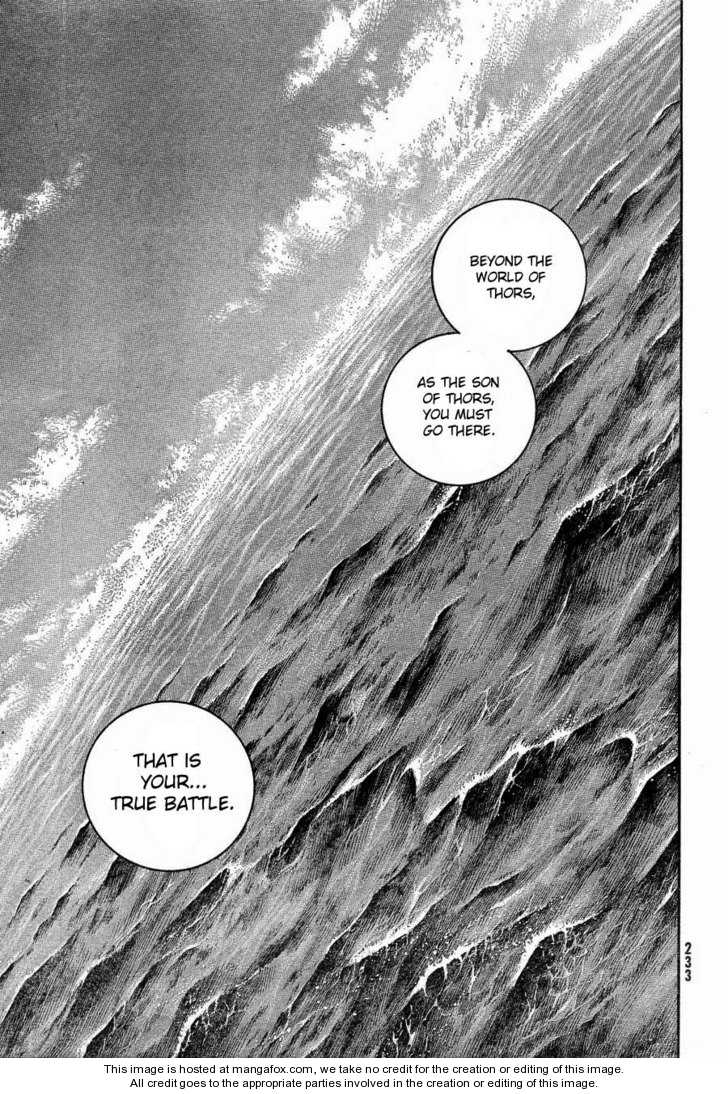 BEYOND THE
WORLD OF
THORS,
AS THE SON
OF THORS,
YOU MUST
GO THERE.
THAT IS
YOUR...
TRUE BATTLE.
233
This image is hosted at mangafox.com, we take no credit for the creation or editing of this image.
All credit goes to the appropriate parties involved in the creation or editing of this image.